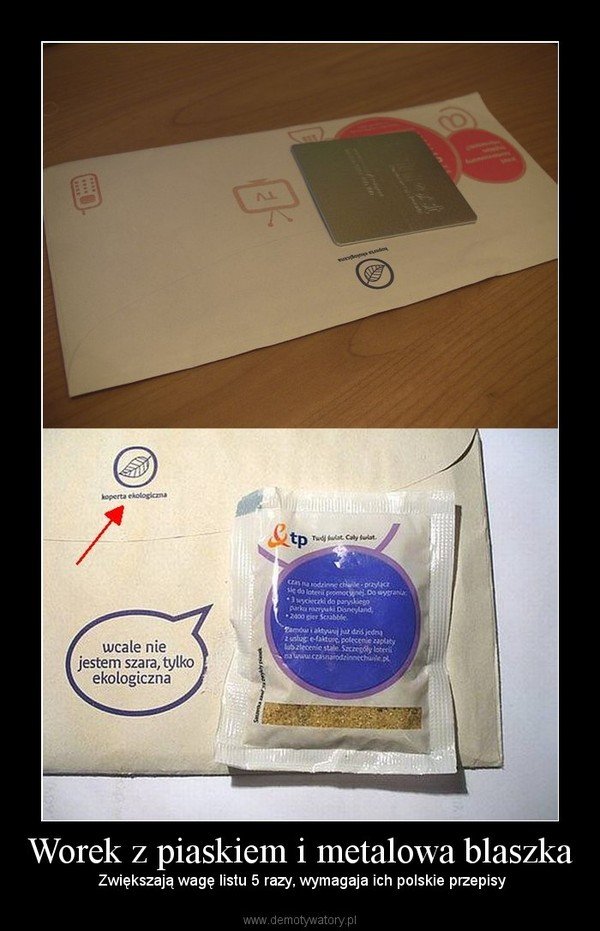 koperta ekologiczna
koperta ekologiczna
wcale nie
jestem szara, tylko
ekologiczna
tp Twój świat. Cały świat.
czas na rodzinne chwile - przyłącz
się do loterii promocyjnej. Do wygrania:
• 3 wycieczki do paryskiego
parku rozrywki Disneyland,
• 2400 gier Scrabble.
Zamów i aktywuj już dziś jedną
z usług: e-fakturę, polecenie zapłaty
lub zlecenie stałe. Szczegóły loterii
na www.czasnarodzinnechwile.pl.
Worek z piaskiem i metalowa blaszka
Zwiększają wagę listu 5 razy, wymagaja ich polskie przepisy
www.demotywatory.pl